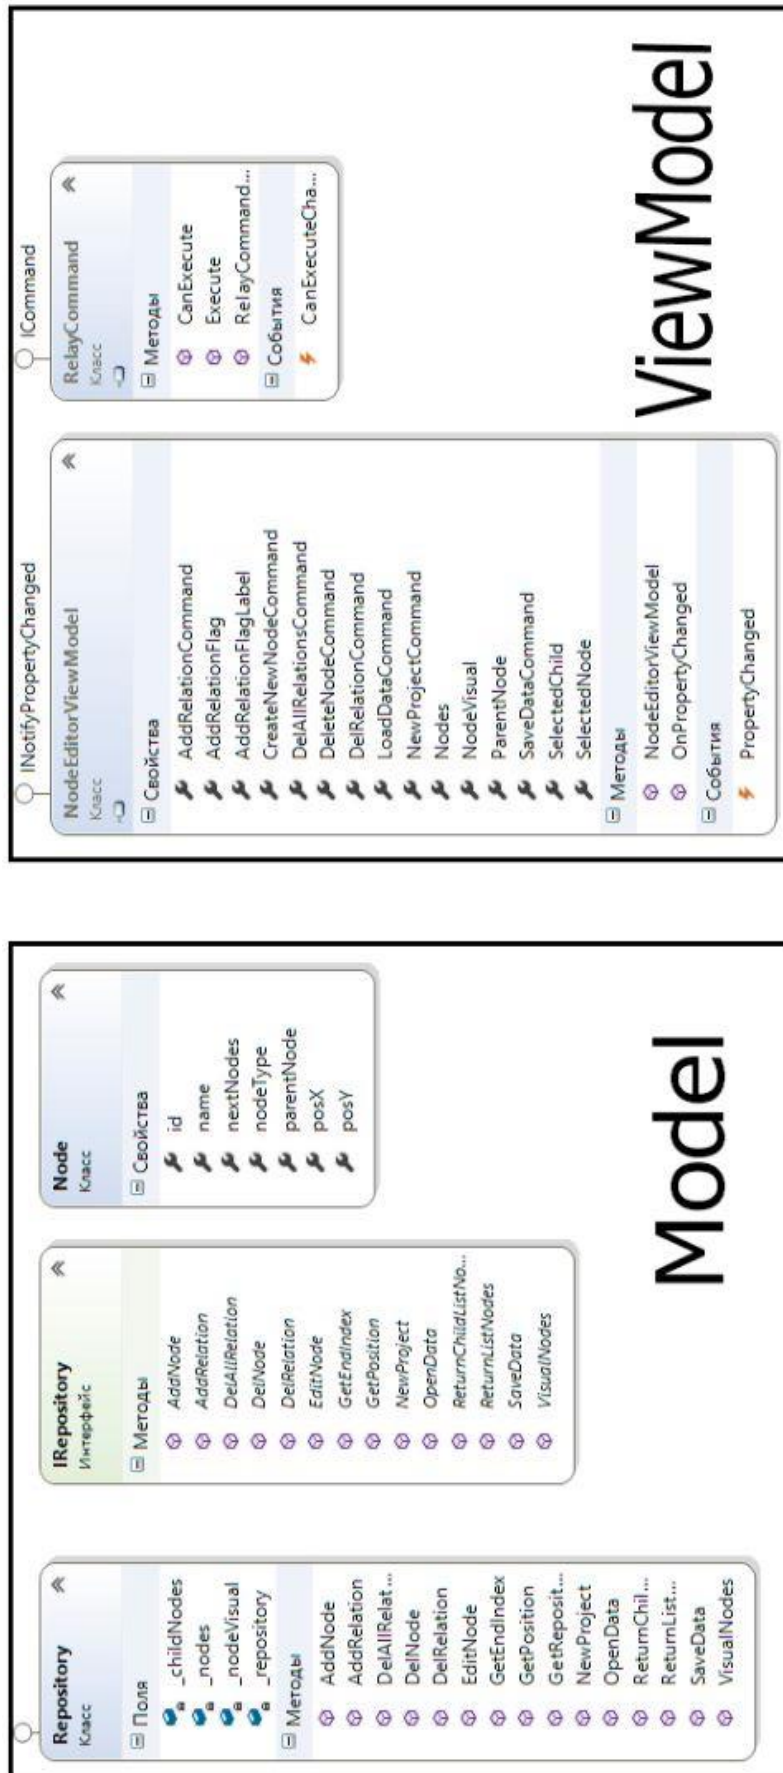 Repository
Класс
Поля
_childNodes
_nodes
_nodeVisual
_repository
Методы
AddNode
AddRelation
DelAllRelat...
DelNode
DelRelation
EditNode
GetEndIndex
GetPosition
GetReposit...
NewProject
OpenData
ReturnChil...
ReturnList...
SaveData
VisualNodes
IRepository
Интерфейс
Методы
AddNode
AddRelation
DelAllRelation
DelNode
DelRelation
EditNode
GetEndIndex
GetPosition
NewProject
OpenData
ReturnChildListNo...
ReturnListNodes
SaveData
VisualNodes
Node
Класс
Свойства
id
name
nextNodes
nodeType
parentNode
posX
posY
Model
INotifyPropertyChanged
NodeEditorViewModel
Класс
Свойства
AddRelationCommand
AddRelationFlag
AddRelationFlagLabel
CreateNewNodeCommand
DelAllRelationsCommand
DeleteNodeCommand
DelRelationCommand
LoadDataCommand
NewProjectCommand
Nodes
NodeVisual
ParentNode
SaveDataCommand
SelectedChild
SelectedNode
Методы
NodeEditorViewModel
OnPropertyChanged
События
PropertyChanged
ICommand
RelayCommand
Класс
Методы
CanExecute
Execute
RelayCommand...
События
CanExecuteCha...
ViewModel